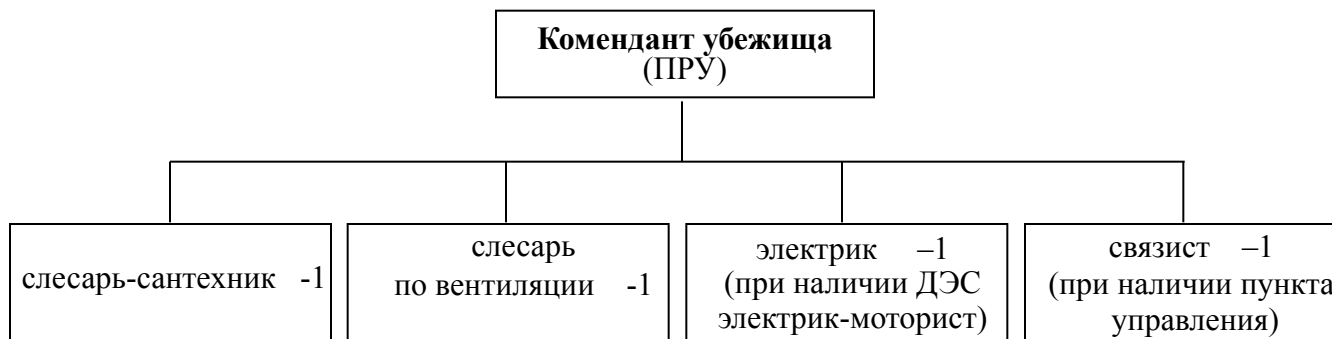 Комендант убежища
(ПРУ)
слесарь-сантехник -1
слесарь
по вентиляции -1
электрик –1
(при наличии ДЭС
электрик-моторист)
связист –1
(при наличии пункта
управления)